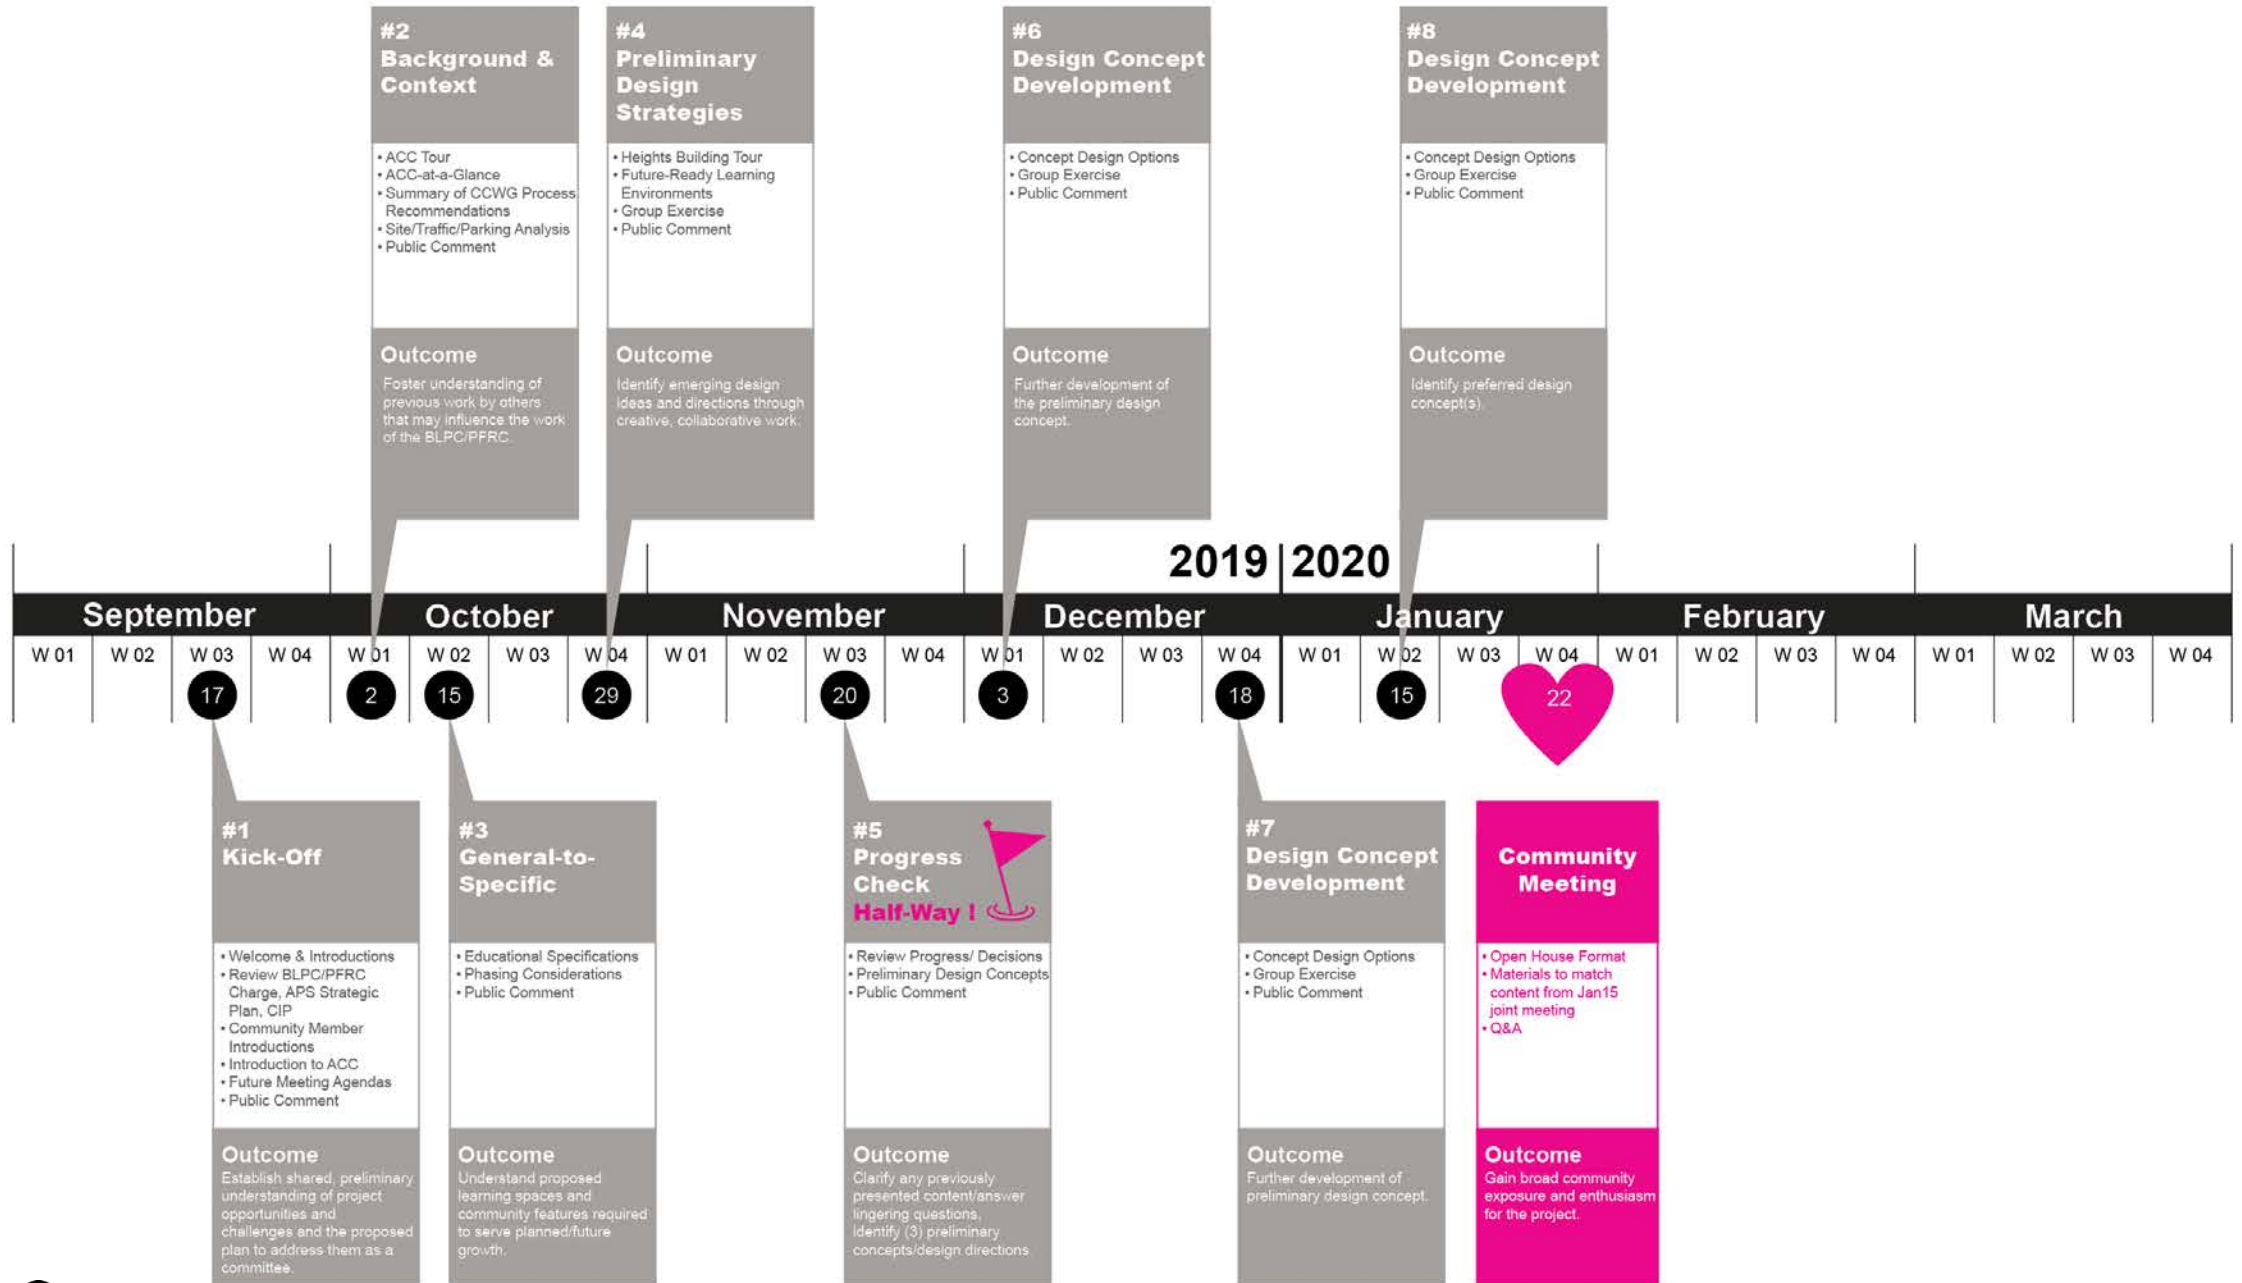 #2
Background &
Context
• ACC Tour
• ACC-at-a-Glance
• Summary of CCWG Process
Recommendations
• Site/Traffic/Parking Analysis
• Public Comment
Outcome
Foster understanding of
previous work by others
that may influence the work
of the BLPC/PFRC.
#4
Preliminary
Design
Strategies
• Heights Building Tour
• Future-Ready Learning
Environments
• Group Exercise
• Public Comment
Outcome
Identify emerging design
ideas and directions through
creative, collaborative work.
#6
Design Concept
Development
• Concept Design Options
• Group Exercise
• Public Comment
Outcome
Further development of
the preliminary design
concept.
#8
Design Concept
Development
• Concept Design Options
• Group Exercise
• Public Comment
Outcome
Identify preferred design
concept(s).
2019 2020
September October November December January February March
W 01 W 02 W 03 W 04 W 01 W 02 W 03 W 04 W 01 W 02 W 03 W 04 W 01 W 02 W 03 W 04 W 01 W 02 W 03 W 04 W 01 W 02 W 03 W 04 W 01 W 02 W 03 W 04
17 2 15 29 20 3 18 15 22
#1
Kick-Off
• Welcome & Introductions
• Review BLPC/PFRC
Charge, APS Strategic
Plan, CIP
• Community Member
Introductions
• Introduction to ACC
• Future Meeting Agendas
• Public Comment
Outcome
Establish shared, preliminary
understanding of project
opportunities and
challenges and the proposed
plan to address them as a
committee.
#3
General-to-
Specific
• Educational Specifications
• Phasing Considerations
• Public Comment
Outcome
Understand proposed
learning spaces and
community features required
to serve planned/future
growth.
#5
Progress
Check
Half-Way !
• Review Progress/ Decisions
• Preliminary Design Concepts
• Public Comment
Outcome
Clarify any previously
presented content/answer
lingering questions.
Identify (3) preliminary
concepts/design directions
#7
Design Concept
Development
• Concept Design Options
• Group Exercise
• Public Comment
Outcome
Further development of
preliminary design concept.
Community
Meeting
• Open House Format
• Materials to match
content from Jan15
joint meeting
• Q&A
Outcome
Gain broad community
exposure and enthusiasm
for the project.